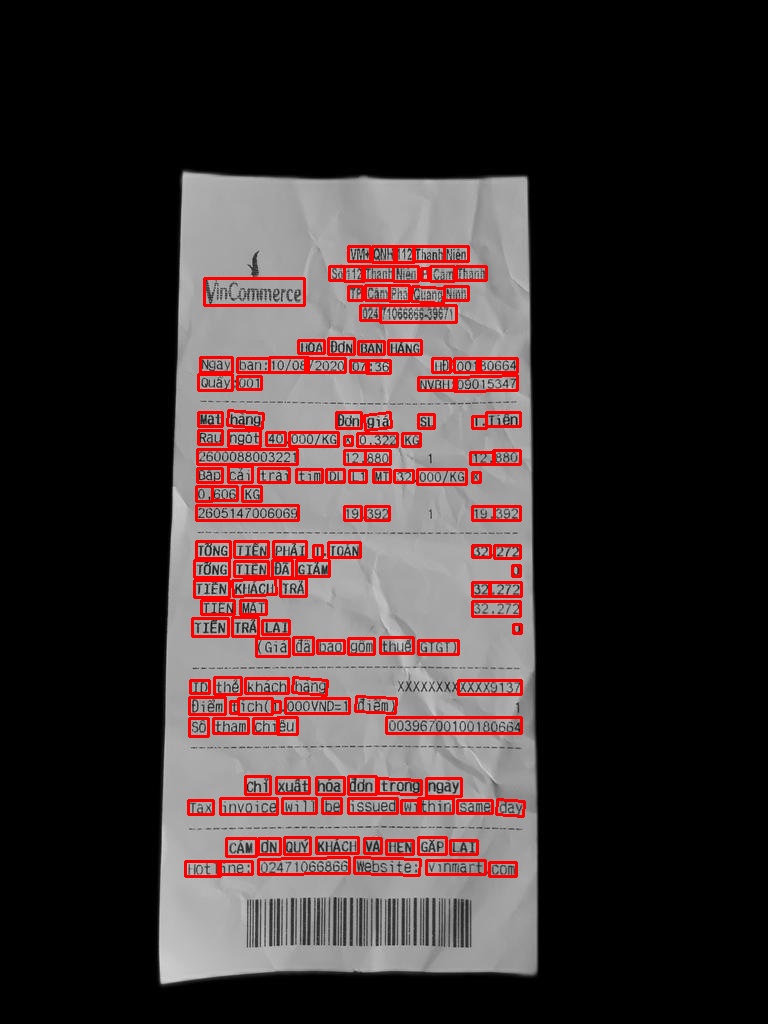 VinCommerce
VM+ QNH 112 Thanh Niên
Số 112 Thanh Niên - Cẩm Thành
TP. Cẩm Phả Quảng Ninh
02471066866-39671
HÓA ĐƠN BÁN HÀNG
Ngày bán: 10/08/2020 07:36 HĐ: 00180664
Quầy: 001 NVBH: 09015347
Mặt hàng Đơn giá SL T.Tiền
Rau ngót 40.000/KG x 0.322 KG
2600088003221 12.880 1 12.880
Bắp cải trái tim DL Lí MT 32.000/KG x
0.606 KG
2605147006069 19.392 1 19.392
TỔNG TIỀN PHẢI T.TOÁN 32.272
TỔNG TIỀN ĐÃ GIẢM 0
TIỀN KHÁCH TRẢ 32.272
TIỀN MẶT 32.272
TIỀN TRẢ LẠI 0
(Giá đã bao gồm thuế GTGT)
ID thẻ khách hàng XXXXXXXXXXXX9137
Điểm tích(1.000VND=1 điểm) 1
Số tham chiếu 00396700100180664
Chỉ xuất hóa đơn trong ngày
Tax invoice will be issued within same day
CẢM ƠN QUÝ KHÁCH VÀ HẸN GẶP LẠI
Hotline: 02471066866 Website: vinmart.com